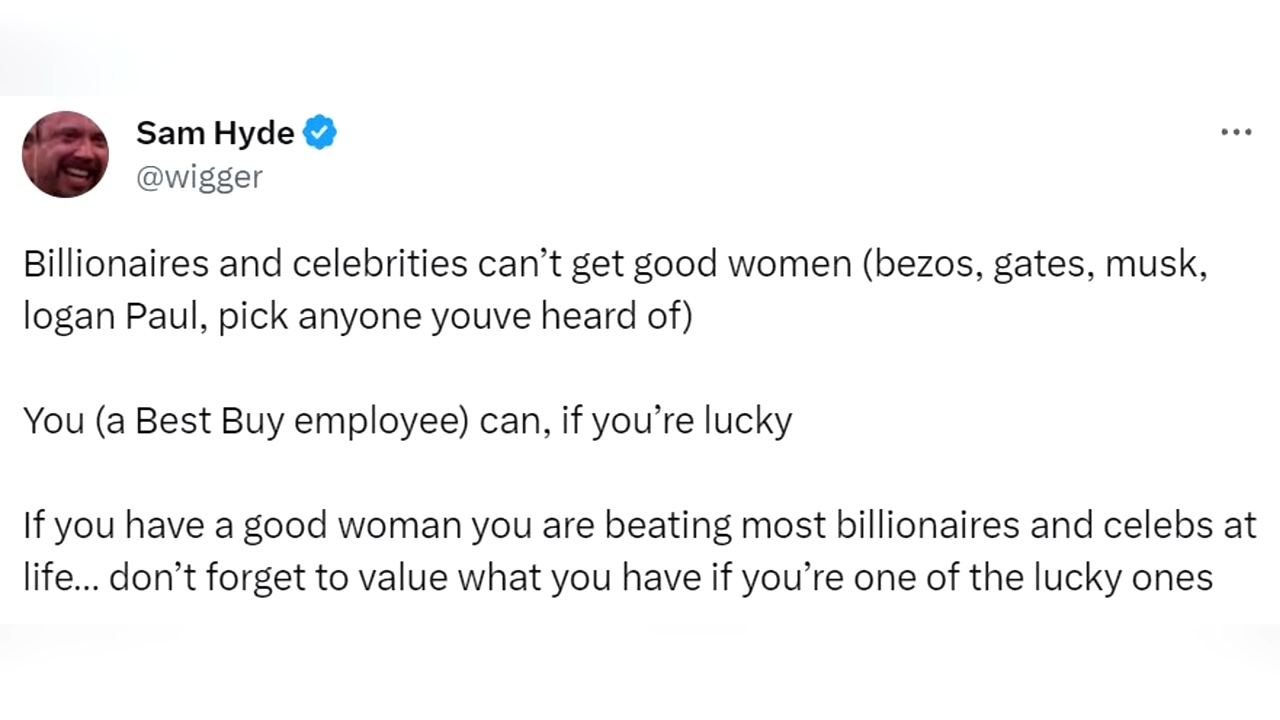 Sam Hyde
@wigger
Billionaires and celebrities can’t get good women (bezos, gates, musk,
logan Paul, pick anyone youve heard of)
You (a Best Buy employee) can, if you’re lucky
If you have a good woman you are beating most billionaires and celebs at
life... don’t forget to value what you have if you’re one of the lucky ones